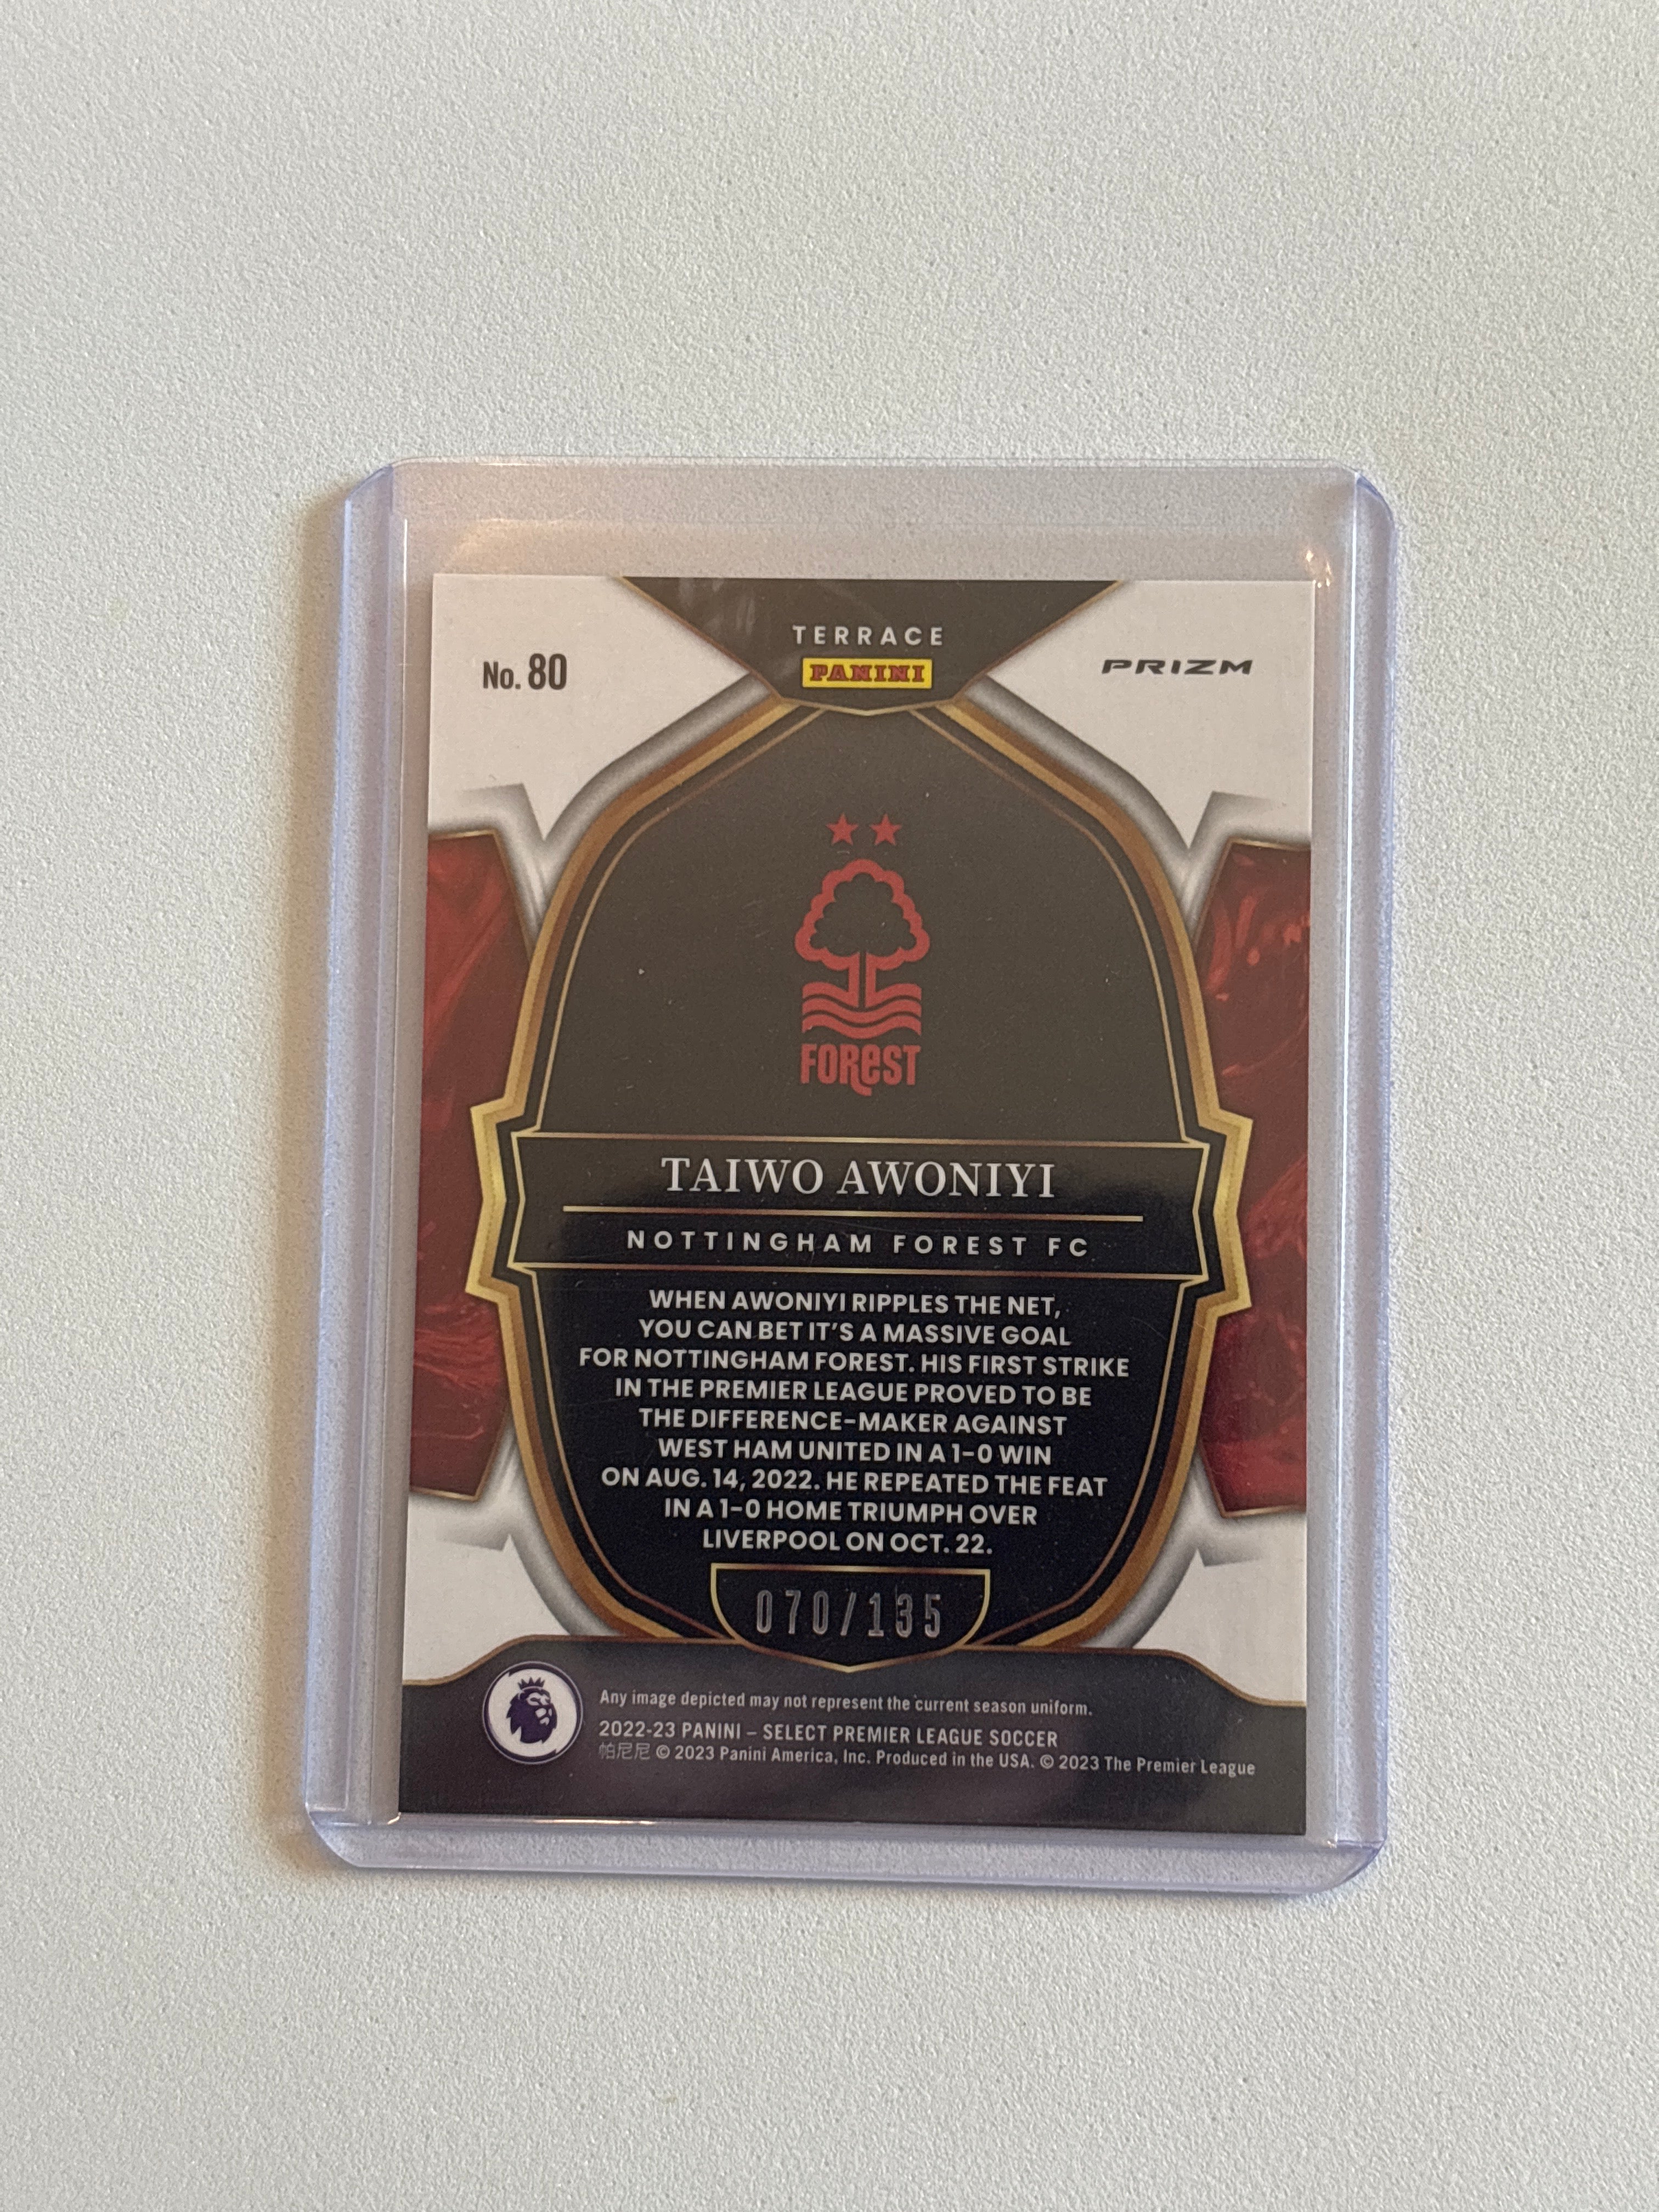 TERRACE
PANINI
No. 80
PRIZM
FOREST
TAIWO AWONIYI
NOTTINGHAM FOREST FC
WHEN AWONIYI RIPPLES THE NET,
YOU CAN BET IT'S A MASSIVE GOAL
FOR NOTTINGHAM FOREST. HIS FIRST STRIKE
IN THE PREMIER LEAGUE PROVED TO BE
THE DIFFERENCE-MAKER AGAINST
WEST HAM UNITED IN A 1-0 WIN
ON AUG. 14, 2022. HE REPEATED THE FEAT
IN A 1-0 HOME TRIUMPH OVER
LIVERPOOL ON OCT. 22.
070/135
Any image depicted may not represent the current season uniform.
2022-23 PANINI – SELECT PREMIER LEAGUE SOCCER
帕尼尼 © 2023 Panini America, Inc. Produced in the USA. © 2023 The Premier League